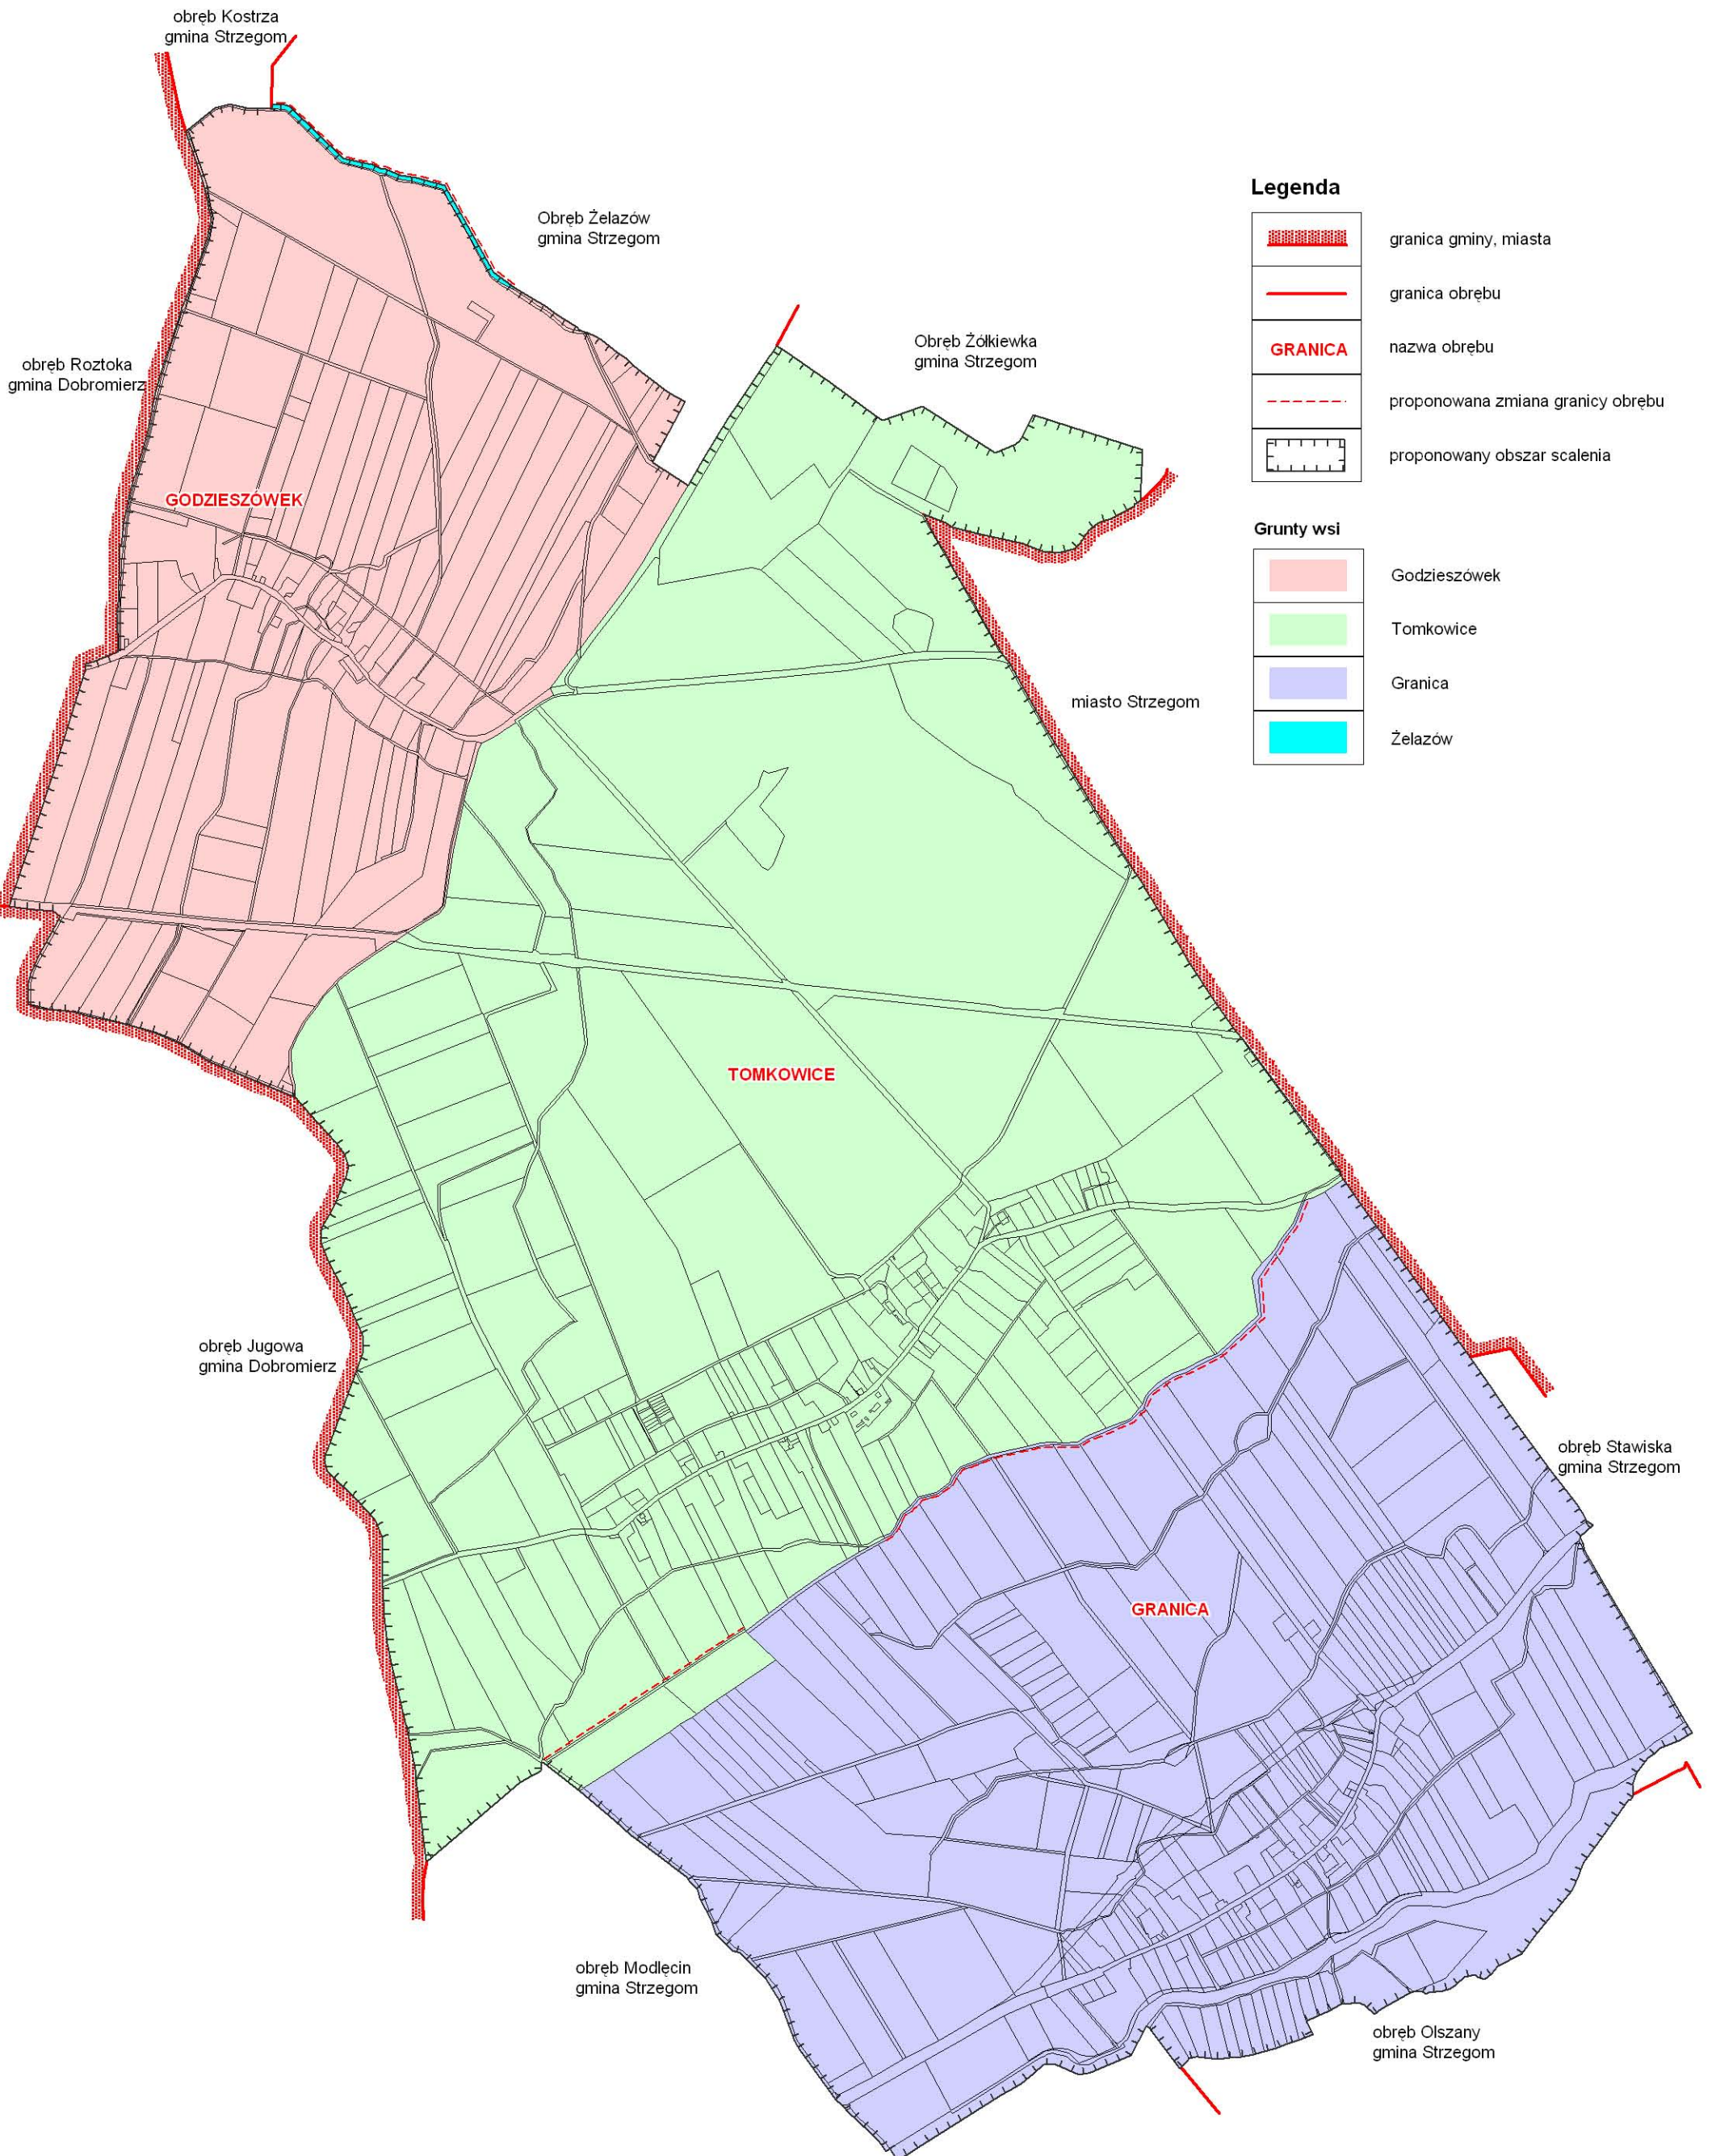 obręb Kostrza
gmina Strzegom
Obręb Żelazów
gmina Strzegom
obręb Roztoka
gmina Dobromierz
Obręb Żółkiewka
gmina Strzegom
Legenda
granica gminy, miasta
granica obrębu
GRANICA
nazwa obrębu
proponowana zmiana granicy obrębu
proponowany obszar scalenia
Grunty wsi
Godzieszówek
Tomkowice
Granica
Żelazów
GODZIESZÓWEK
miasto Strzegom
TOMKOWICE
obręb Jugowa
gmina Dobromierz
obręb Stawiska
gmina Strzegom
GRANICA
obręb Modlęcin
gmina Strzegom
obręb Olszany
gmina Strzegom